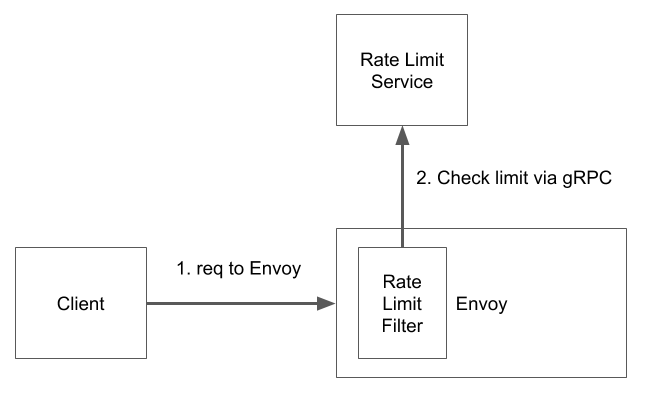 Rate Limit
Service
2. Check limit via gRPC
1. req to Envoy
Client
Rate
Limit
Filter
Envoy